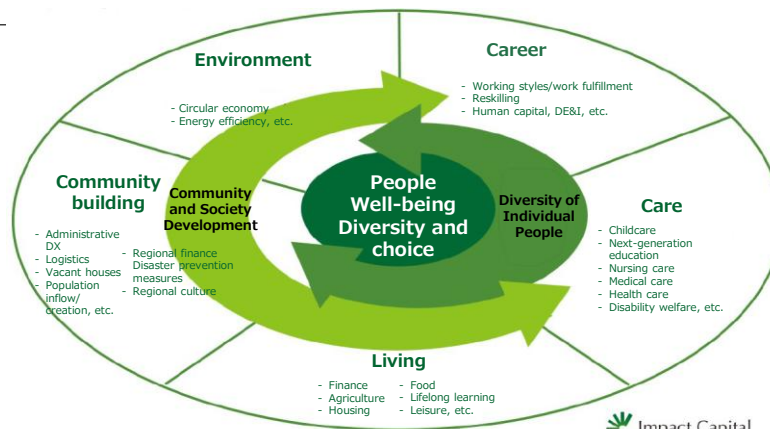 Environment
- Circular economy
- Energy efficiency, etc.
Career
- Working styles/work fulfillment
- Reskilling
- Human capital, DE&I, etc.
Community
building
- Administrative
DX
- Logistics
- Vacant houses
- Population
inflow/
creation, etc.
- Regional finance
Disaster prevention
measures
- Regional culture
Community
and Society
Development
People
Well-being
Diversity and
choice
Diversity of
Individual
People
Care
- Childcare
- Next-generation
education
- Nursing care
- Medical care
- Health care
- Disability welfare, etc.
Living
- Finance
- Agriculture
- Housing
- Food
- Lifelong learning
- Leisure, etc.
Impact Capital